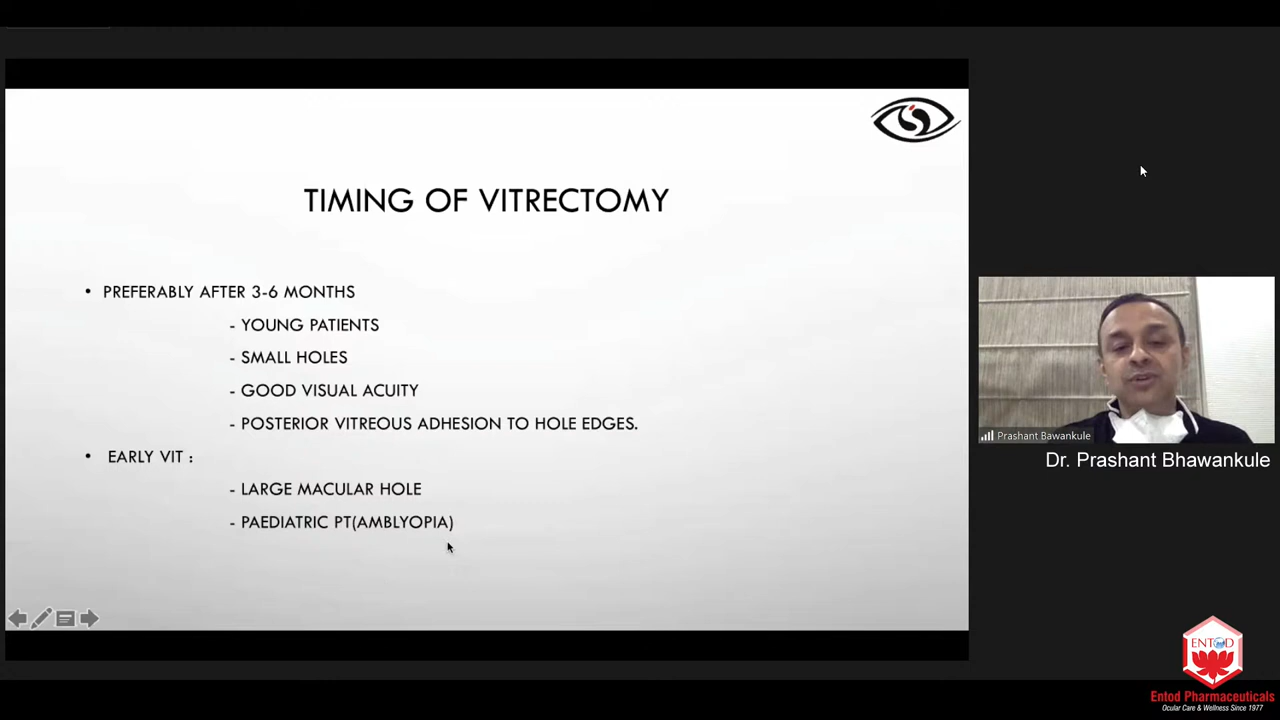 TIMING OF VITRECTOMY
• PREFERABLY AFTER 3-6 MONTHS
- YOUNG PATIENTS
- SMALL HOLES
- GOOD VISUAL ACUITY
- POSTERIOR VITREOUS ADHESION TO HOLE EDGES.
• EARLY VIT :
- LARGE MACULAR HOLE
- PAEDIATRIC PT(AMBLYOPIA)
Prashant Bawankule
Dr. Prashant Bhawankule
ENTOD
Entod Pharmaceuticals
Ocular Care & Wellness Since 1977